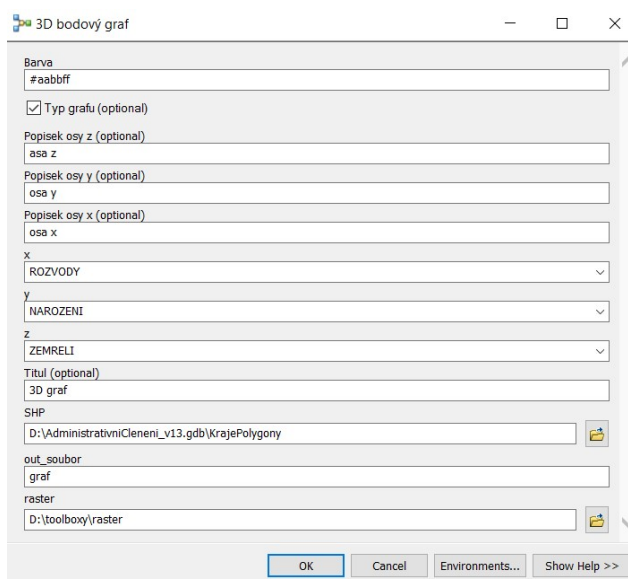 3D bodový graf
Barva
#aabbff
Typ grafu (optional)
Popisek osy z (optional)
asa z
Popisek osy y (optional)
osa y
Popisek osy x (optional)
osa x
x
ROZVODY
y
NAROZENI
z
ZEMRELI
Titul (optional)
3D graf
SHP
D:\AdministrativniCleneni_v13.gdb\KrajePolygony
out_soubor
graf
raster
D:\toolboxy\raster
OK Cancel Environments... Show Help >>